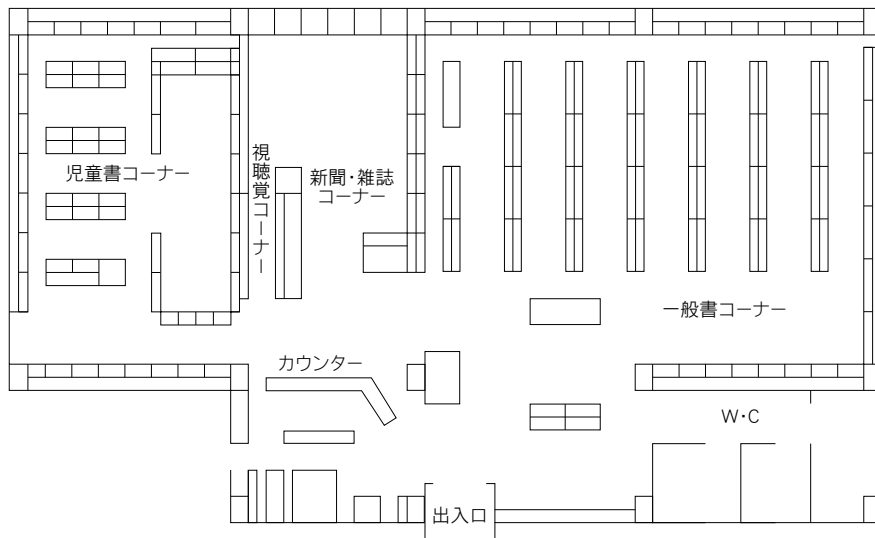 児童書コーナー
視聴覚コーナー
新聞・雑誌
コーナー
一般書コーナー
カウンター
W・C
出入口